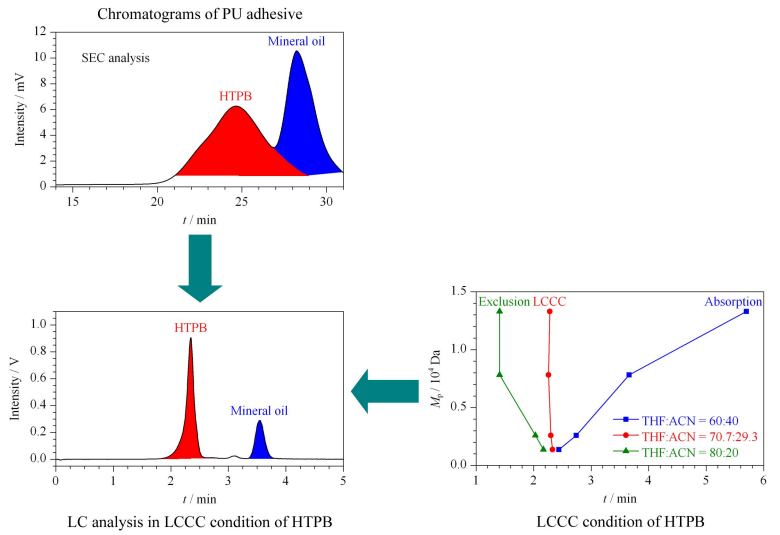 Chromatograms of PU adhesive
12
10
8
6
4
2
0
Intensity / mV
SEC analysis
HTPB
Mineral oil
15
20
25
30
t / min
1.0
0.8
0.6
0.4
0.2
0.0
Intensity / V
HTPB
Mineral oil
0
1
2
3
4
5
t / min
LC analysis in LCCC condition of HTPB
1.5
1.0
0.5
0.0
Mp / 10⁴ Da
Exclusion
LCCC
Absorption
THF:ACN = 60:40
THF:ACN = 70.7:29.3
THF:ACN = 80:20
1
2
3
4
5
6
t / min
LCCC condition of HTPB